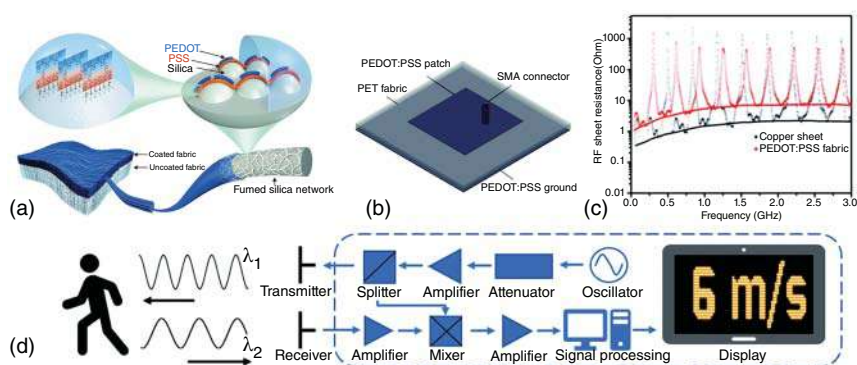 PEDOT
PSS
Silica
Coated fabric
Uncoated fabric
Fumed silica network
(a)
PEDOT:PSS patch
SMA connector
PET fabric
PEDOT:PSS ground
(b)
RF sheet resistance(Ohm)
1000
100
10
1
0.1
0.01
Copper sheet
PEDOT:PSS fabric
0.0 0.5 1.0 1.5 2.0 2.5 3.0
Frequency (GHz)
(c)
λ1
λ2
(d)
Transmitter Splitter Amplifier Attenuator Oscillator
6 m/s
Receiver Amplifier Mixer Amplifier Signal processing Display